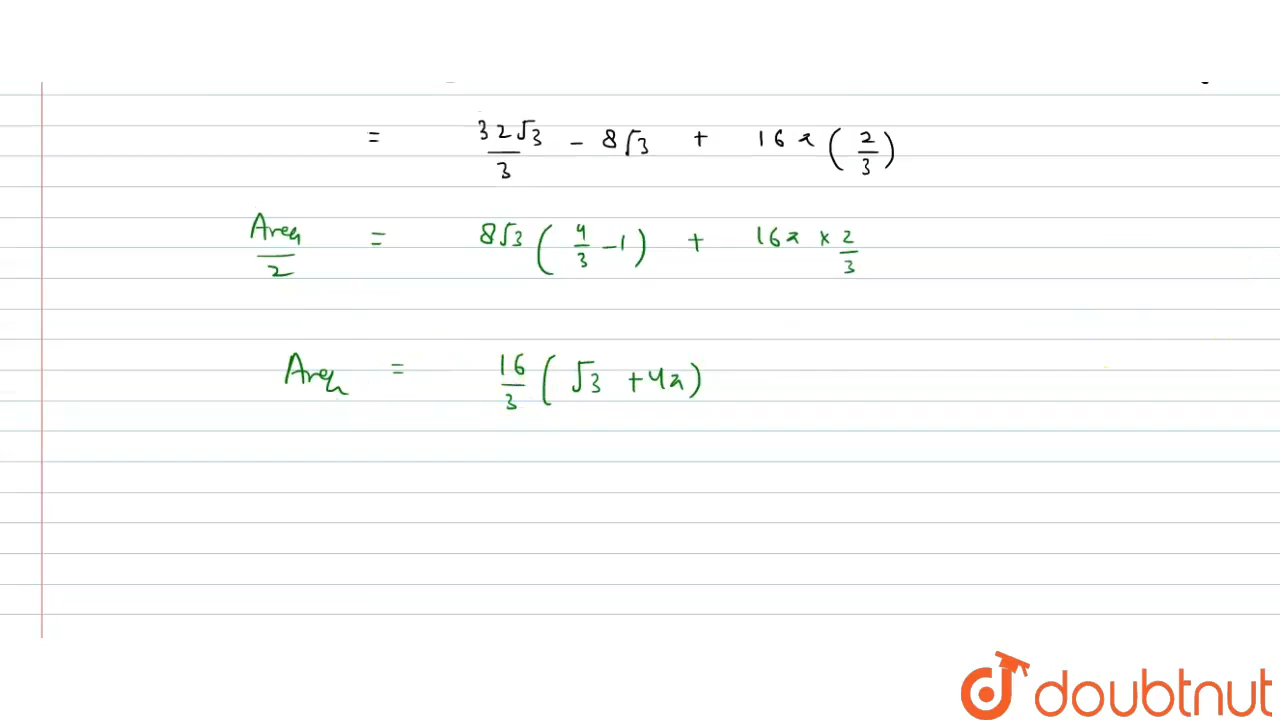 = 32√3/3 - 8√3 + 16π (2/3)
Area/2 = 8√3 (4/3 - 1) + 16π × 2/3
Area = 16/3 (√3 + 4π)
doubtnut